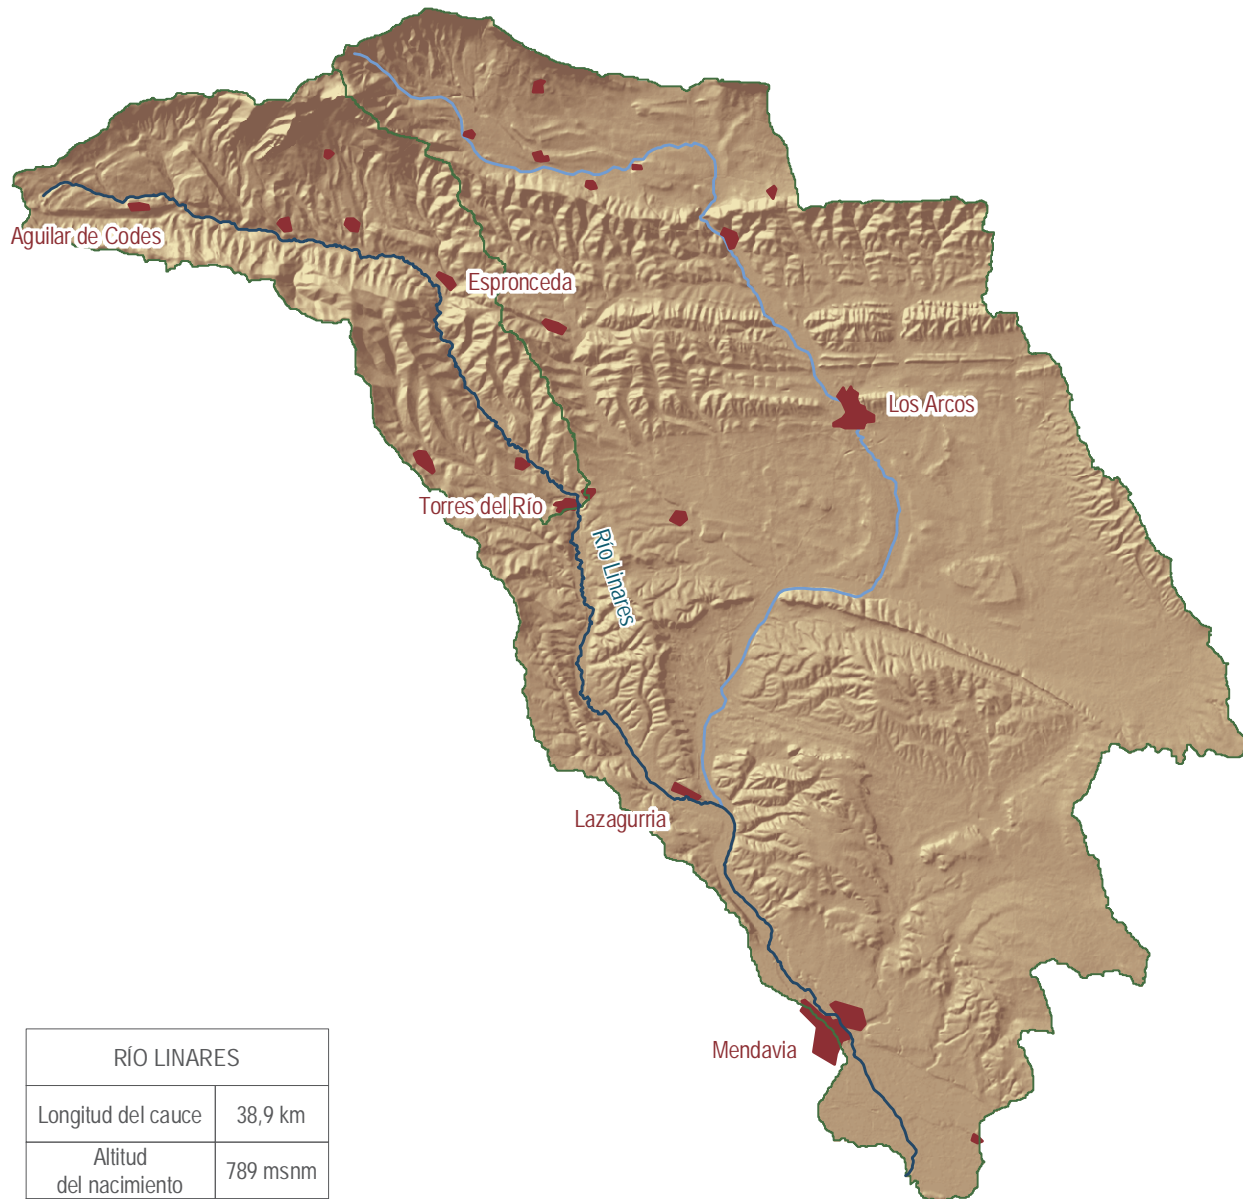 Aguilar de Codes
Espronceda
Los Arcos
Torres del Río
Río Linares
Lazagurria
Mendavia
RÍO LINARES
Longitud del cauce 38,9 km
Altitud
del nacimiento 789 msnm